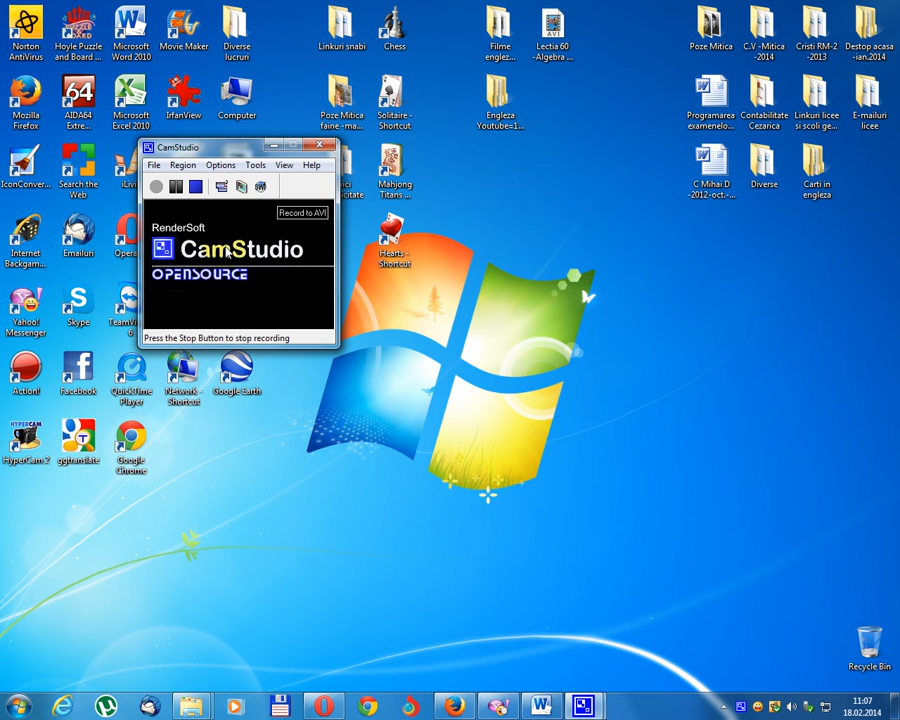 Norton
AntiVirus
Hoyle Puzzle
and Board ...
Microsoft
Word 2010
Movie Maker
Diverse
lucruri
Linkuri snabi
Chess
Filme
englez...
Lectia 60
-Algebra ...
Poze Mitica
C.V -Mitica
-2014
Cristi RM-2
-2013
Destop acasa
-ian.2014
Mozilla
Firefox
64
AIDA64
Extre...
Microsoft
Excel 2010
IrfanView
Computer
Poze Mitica
faine -ma...
Solitaire -
Shortcut
Engleza
Youtube=1...
Programarea
examenelo...
Contabilitate
Cezarica
Linkuri licee
si scoli ge...
E-mailuri
licee
CamStudio
File Region Options Tools View Help
Record to AVI
RenderSoft
CamStudio
OPENSOURCE
Press the Stop Button to stop recording
IconConver...
Search the
Web
Mahjong
Titans ...
C Mihai D
-2012-oct.-...
Diverse
Carti in
engleza
Internet
Backgam...
Emailuri
Hearts -
Shortcut
Yahoo!
Messenger
Skype
Action!
Facebook
QuickTime
Player
Network -
Shortcut
Google Earth
HYPERCAM
HyperCam 2
ggtranslate
Google
Chrome
Recycle Bin
11:07
18.02.2014